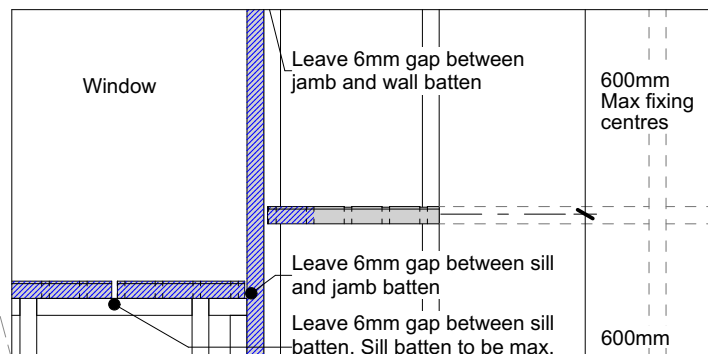 Window
Leave 6mm gap between
jamb and wall batten
600mm
Max fixing
centres
Leave 6mm gap between sill
and jamb batten
Leave 6mm gap between sill
batten. Sill batten to be max.
600mm